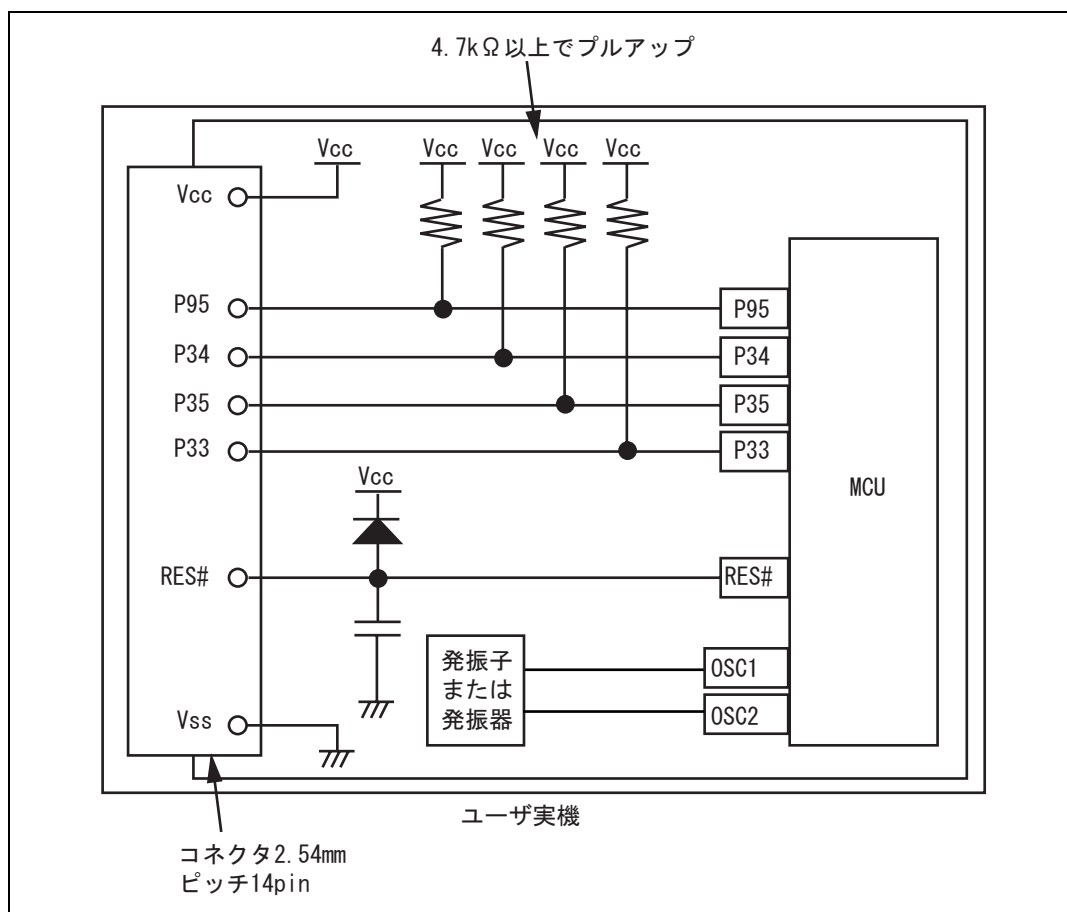 4.7kΩ以上でプルアップ
Vcc
Vcc
Vcc
Vcc
Vcc
Vcc
P95
P95
P34
P34
P35
P35
P33
P33
MCU
Vcc
RES#
RES#
発振子
または
発振器
OSC1
OSC2
Vss
ユーザ実機
コネクタ2.54mm
ピッチ14pin